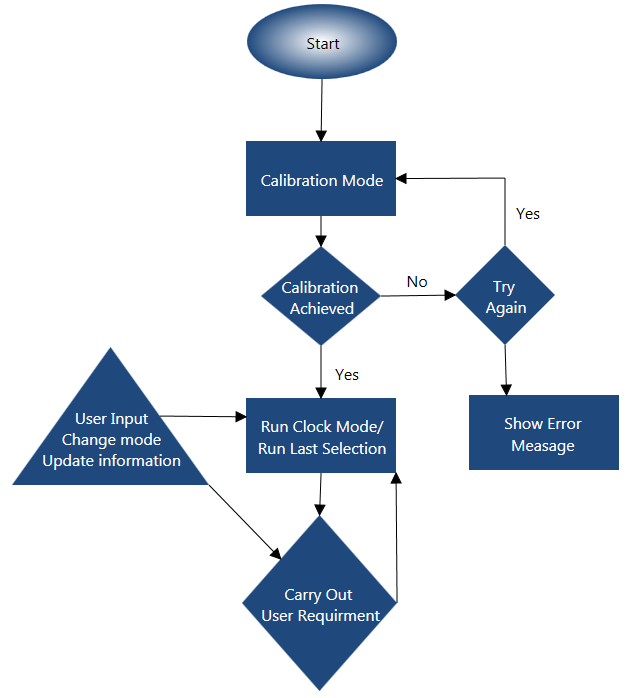 Start
Calibration Mode
Yes
Calibration
Achieved
No
Try
Again
Yes
User Input
Change mode
Update information
Run Clock Mode/
Run Last Selection
Show Error
Meassage
Carry Out
User Requirment